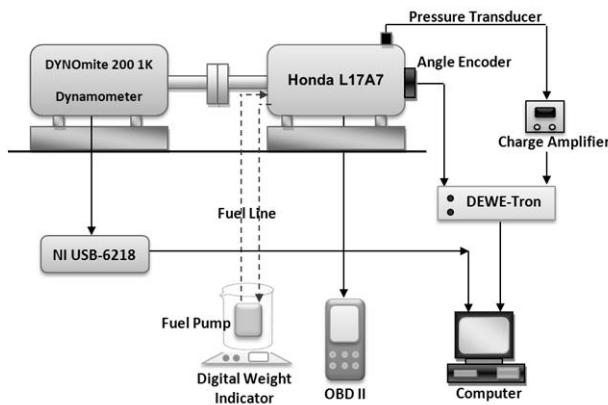 Pressure Transducer
DYNOmite 200 1K
Dynamometer
Honda L17A7
Angle Encoder
Charge Amplifier
DEWE-Tron
Fuel Line
NI USB-6218
Fuel Pump
Digital Weight
Indicator
OBD II
Computer